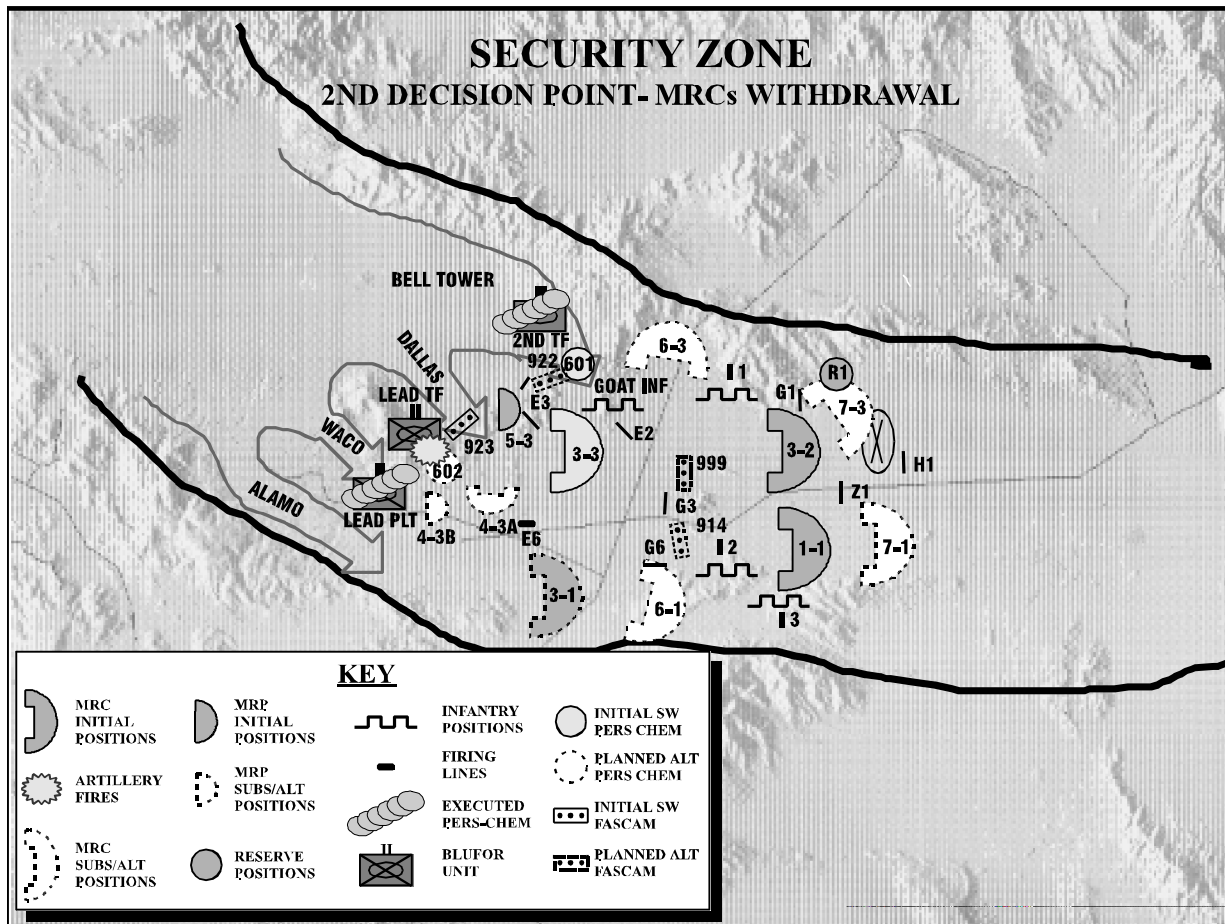 SECURITY ZONE
2ND DECISION POINT- MRCs WITHDRAWAL
BELL TOWER
2ND TF
DALLAS
922
601
6-3
I 1
R1
GOAT INF
G1
7-3
LEAD TF
II
E3
WACO
923
5-3
E2
3-3
3-2
H1
602
999
Z1
ALAMO
LEAD PLT
G3
4-3B
4-3A
E6
914
G6
I 2
1-1
7-1
3-1
6-1
I 3
KEY
MRC
INITIAL
POSITIONS
MRP
INITIAL
POSITIONS
INFANTRY
POSITIONS
INITIAL SW
PERS CHEM
ARTILLERY
FIRES
MRP
SUBS/ALT
POSITIONS
FIRING
LINES
PLANNED ALT
PERS CHEM
EXECUTED
PERS-CHEM
INITIAL SW
FASCAM
MRC
SUBS/ALT
POSITIONS
RESERVE
POSITIONS
II
BLUFOR
UNIT
PLANNED ALT
FASCAM